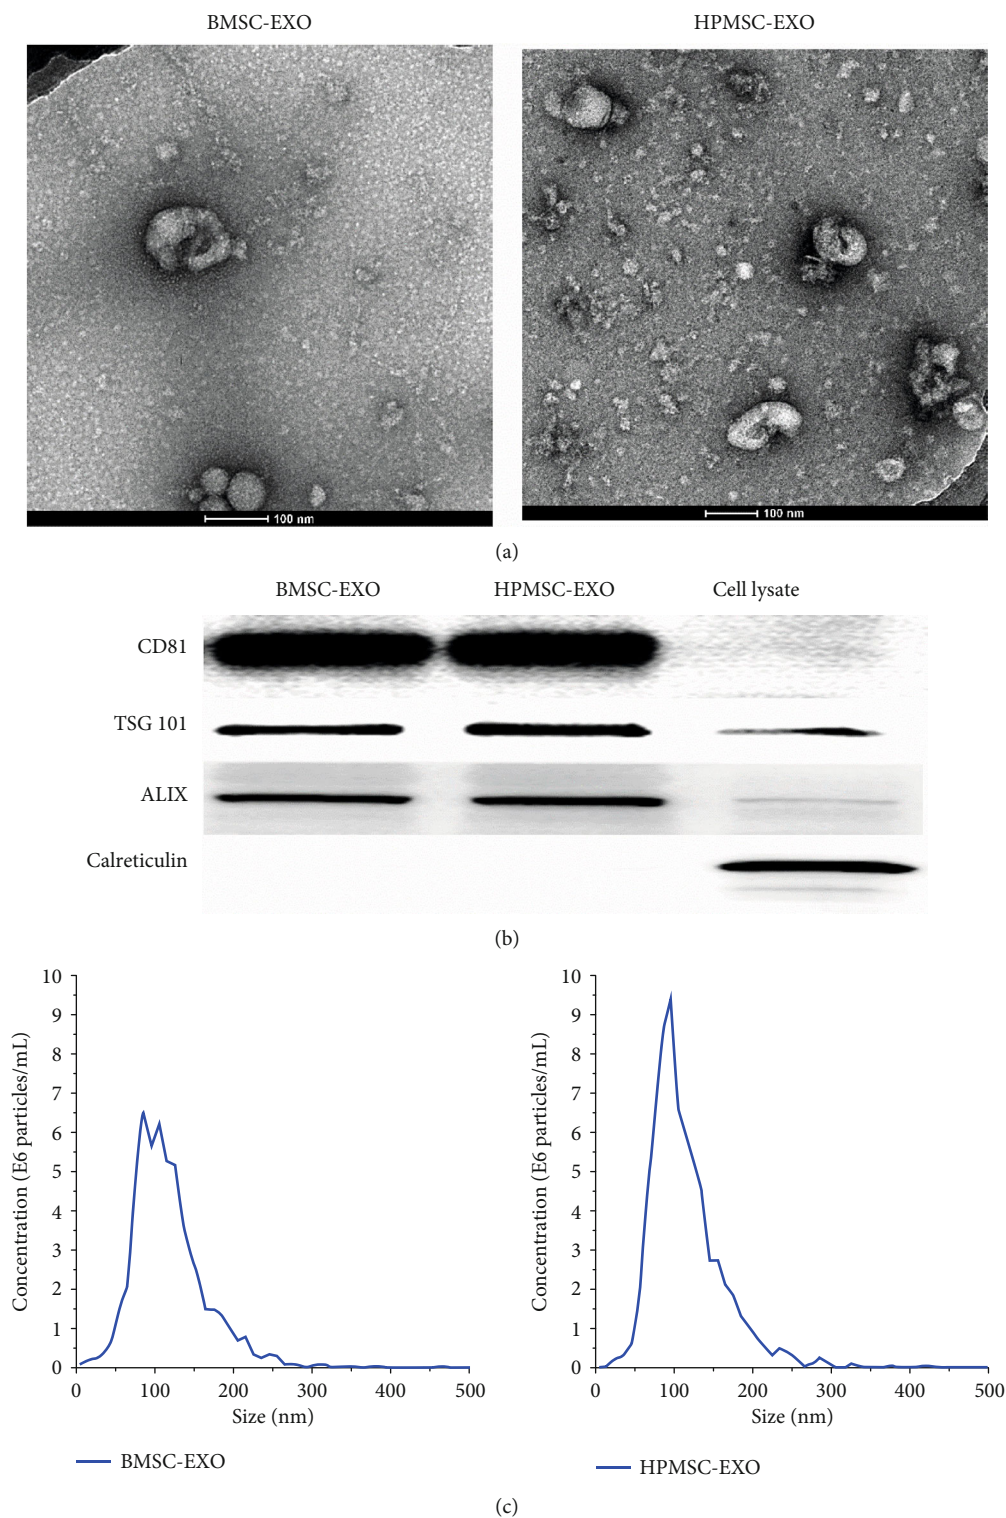 BMSC-EXO HPMSC-EXO
100 nm 100 nm
(a)
BMSC-EXO HPMSC-EXO Cell lysate
CD81
TSG 101
ALIX
Calreticulin
(b)
Concentration (E6 particles/mL)
10
9
8
7
6
5
4
3
2
1
0
0 100 200 300 400 500
Size (nm)
BMSC-EXO
Concentration (E6 particles/mL)
10
9
8
7
6
5
4
3
2
1
0
0 100 200 300 400 500
Size (nm)
HPMSC-EXO
(c)